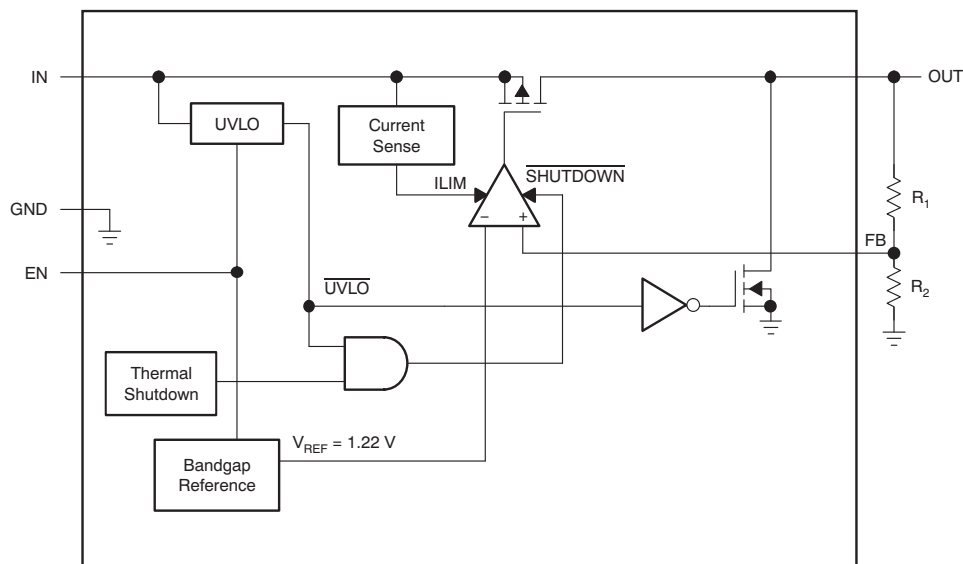 IN
OUT
UVLO
Current
Sense
ILIM
SHUTDOWN
− +
GND
R1
FB
EN
UVLO
R2
Thermal
Shutdown
VREF = 1.22 V
Bandgap
Reference